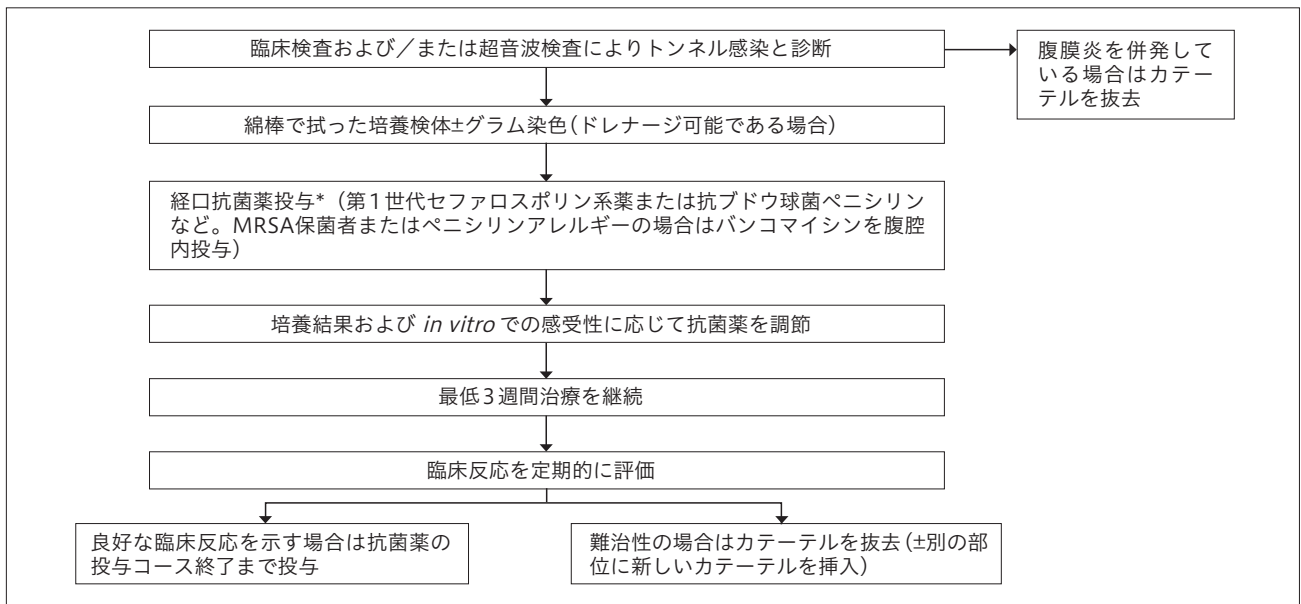 臨床検査および／または超音波検査によりトンネル感染と診断
腹膜炎を併発して
いる場合はカテー
テルを抜去
綿棒で拭った培養検体±グラム染色（ドレナージ可能である場合）
経口抗菌薬投与*（第1世代セファロスポリン系薬または抗ブドウ球菌ペニシリン
など。MRSA保菌者またはペニシリンアレルギーの場合はバンコマイシンを腹腔
内投与）
培養結果および in vitro での感受性に応じて抗菌薬を調節
最低3週間治療を継続
臨床反応を定期的に評価
良好な臨床反応を示す場合は抗菌薬の
投与コース終了まで投与
難治性の場合はカテーテルを抜去（±別の部
位に新しいカテーテルを挿入）